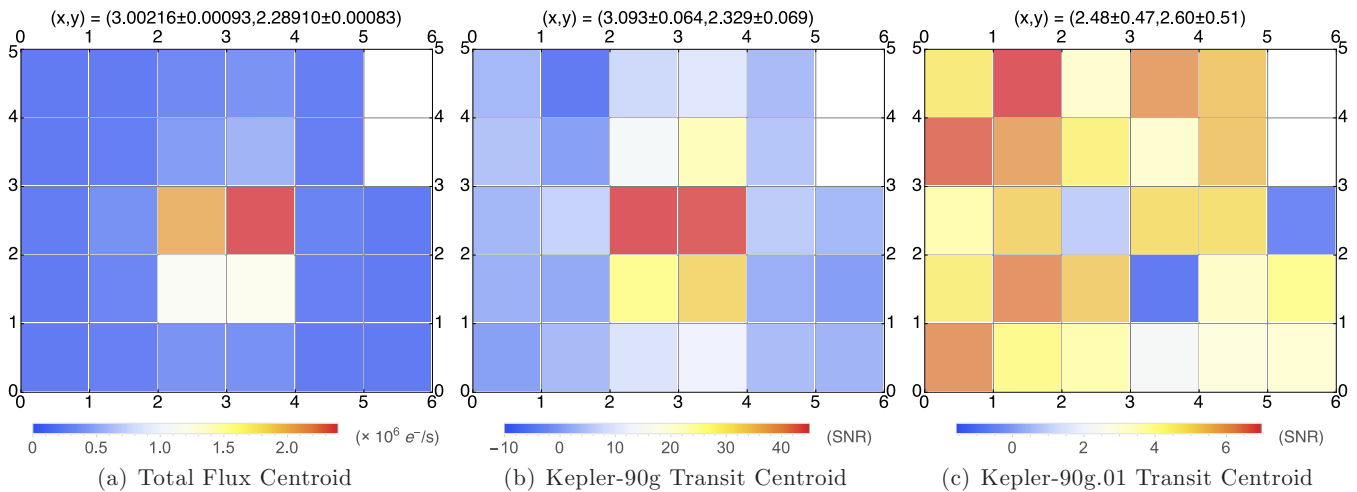 (x,y) = (3.00216±0.00093,2.28910±0.00083)
0 1 2 3 4 5 6
5
4
3
2
1
0
5
4
3
2
1
0
0 1 2 3 4 5 6
0 0.5 1.0 1.5 2.0
(× 10⁶ e⁻/s)
(a) Total Flux Centroid
(x,y) = (3.093±0.064,2.329±0.069)
0 1 2 3 4 5 6
5
4
3
2
1
0
0 1 2 3 4 5 6
−10 0 10 20 30 40
(SNR)
(b) Kepler-90g Transit Centroid
(x,y) = (2.48±0.47,2.60±0.51)
0 1 2 3 4 5 6
5
4
3
2
1
0
0 1 2 3 4 5 6
0 2 4 6
(SNR)
(c) Kepler-90g.01 Transit Centroid